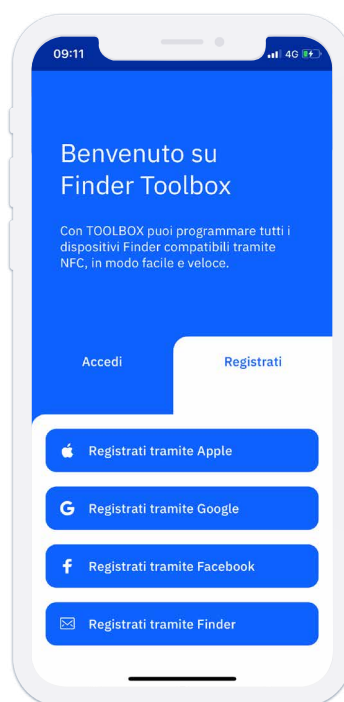 09:11
4G
Benvenuto su
Finder Toolbox
Con TOOLBOX puoi programmare tutti i
dispositivi Finder compatibili tramite
NFC, in modo facile e veloce.
Accedi
Registrati
Registrati tramite Apple
Registrati tramite Google
Registrati tramite Facebook
Registrati tramite Finder